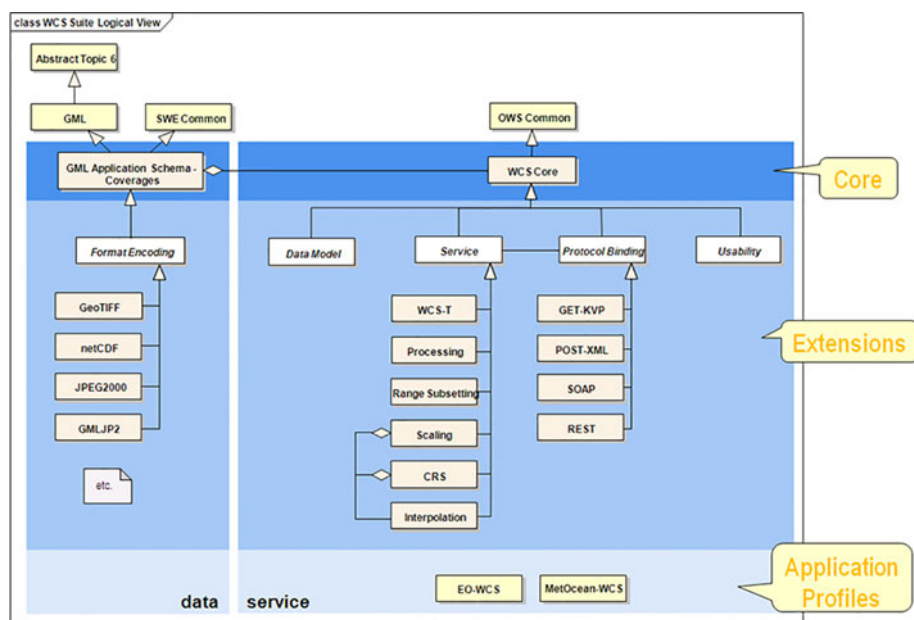 class WCS Suite Logical View
Abstract Topic 6
GML
SWE Common
OWS Common
GML Application Schema -
Coverages
WCS Core
Core
Format Encoding
Data Model
Service
Protocol Binding
Usability
GeoTIFF
netCDF
JPEG2000
GMLJP2
etc.
WCS-T
Processing
Range Subsetting
Scaling
CRS
Interpolation
GET-KVP
POST-XML
SOAP
REST
Extensions
data
service
EO-WCS
MetOcean-WCS
Application
Profiles